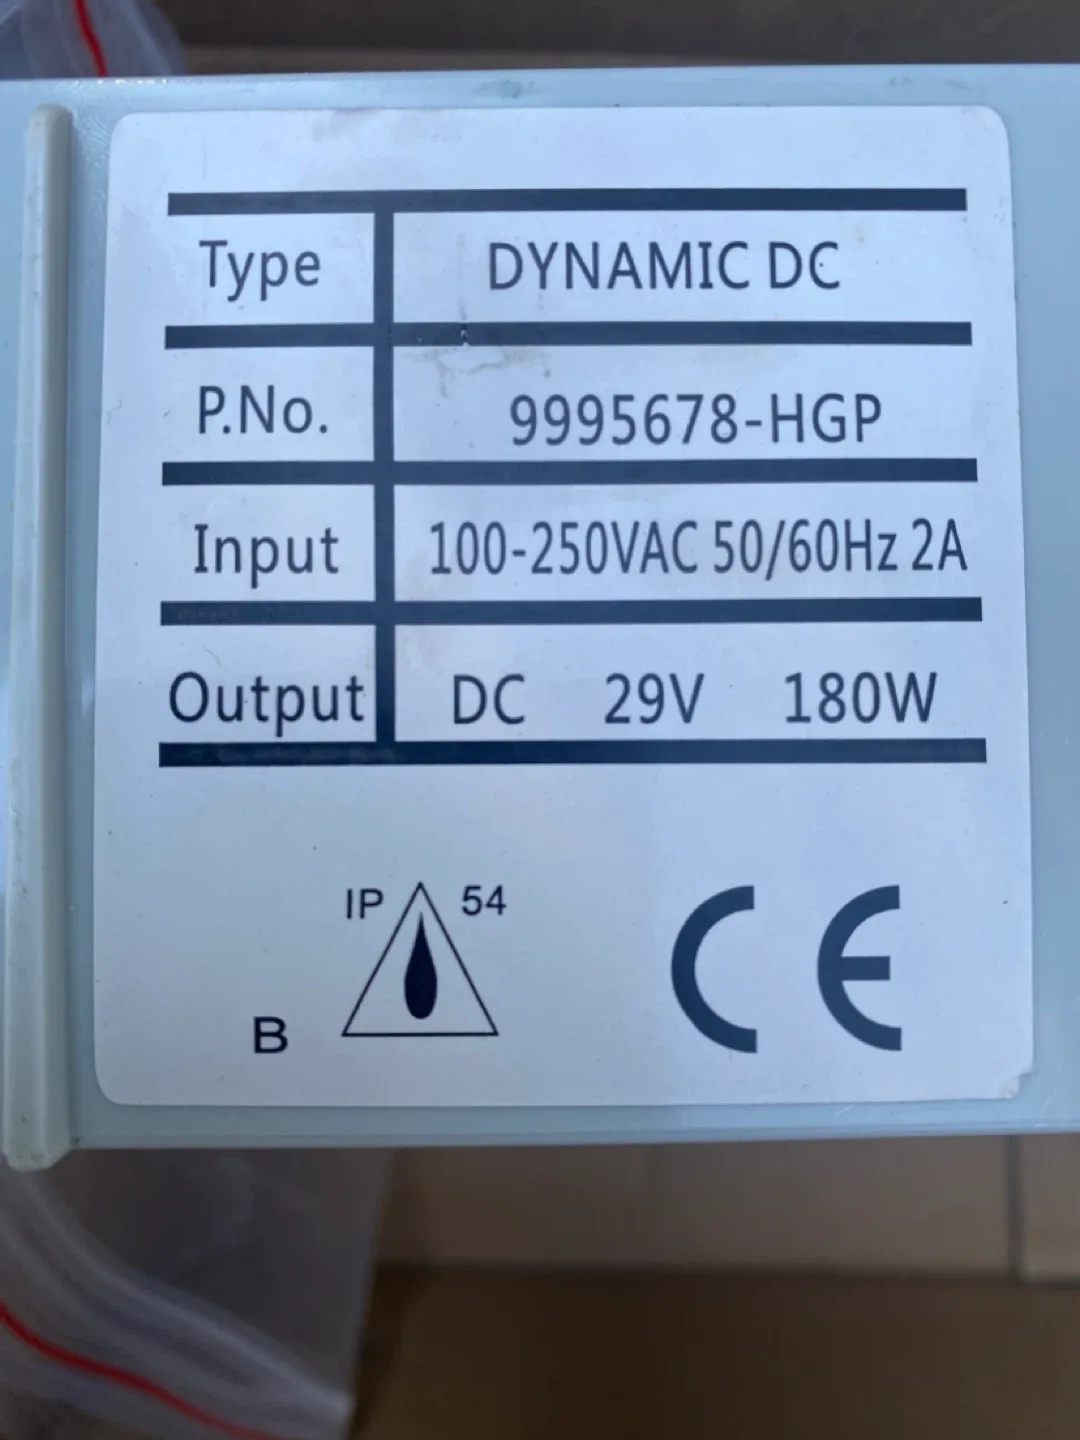 Type DYNAMIC DC
P.No. 9995678-HGP
Input 100-250VAC 50/60Hz 2A
Output DC 29V 180W
IP 54
B
CE